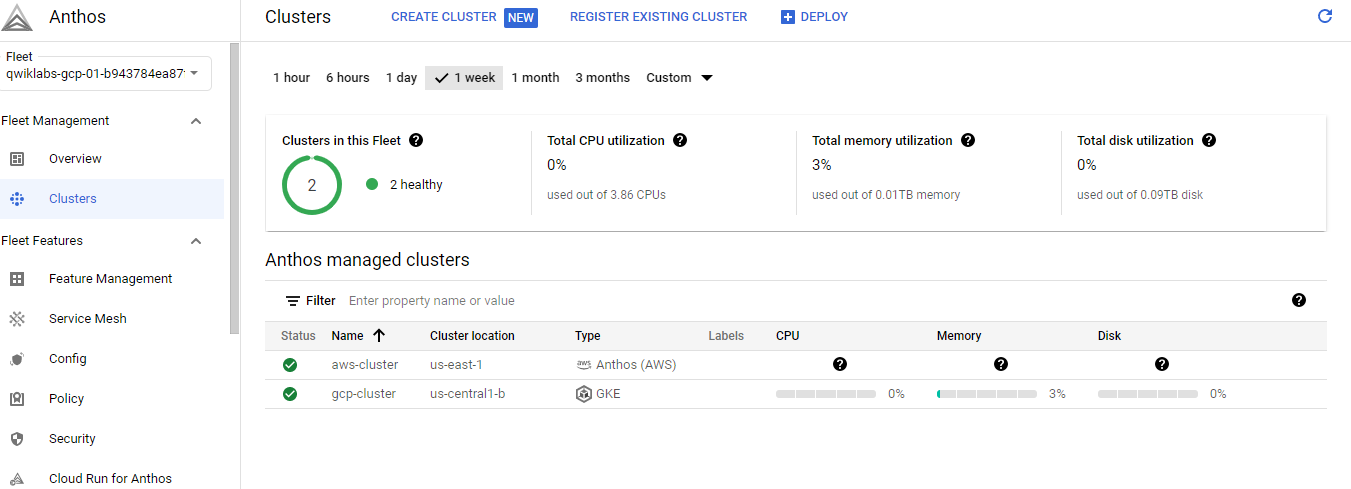 Anthos
Clusters
CREATE CLUSTER NEW
REGISTER EXISTING CLUSTER
DEPLOY
Fleet
qwiklabs-gcp-01-b943784ea87
Fleet Management
Overview
Clusters
Fleet Features
Feature Management
Service Mesh
Config
Policy
Security
Cloud Run for Anthos
1 hour 6 hours 1 day 1 week 1 month 3 months Custom
Clusters in this Fleet ?
2
2 healthy
Total CPU utilization ?
0%
used out of 3.86 CPUs
Total memory utilization ?
3%
used out of 0.01TB memory
Total disk utilization ?
0%
used out of 0.09TB disk
Anthos managed clusters
Filter Enter property name or value ?
Status Name Cluster location Type Labels CPU Memory Disk
aws-cluster us-east-1 aws Anthos (AWS) ? ? ?
gcp-cluster us-central1-b GKE 0% 3% 0%